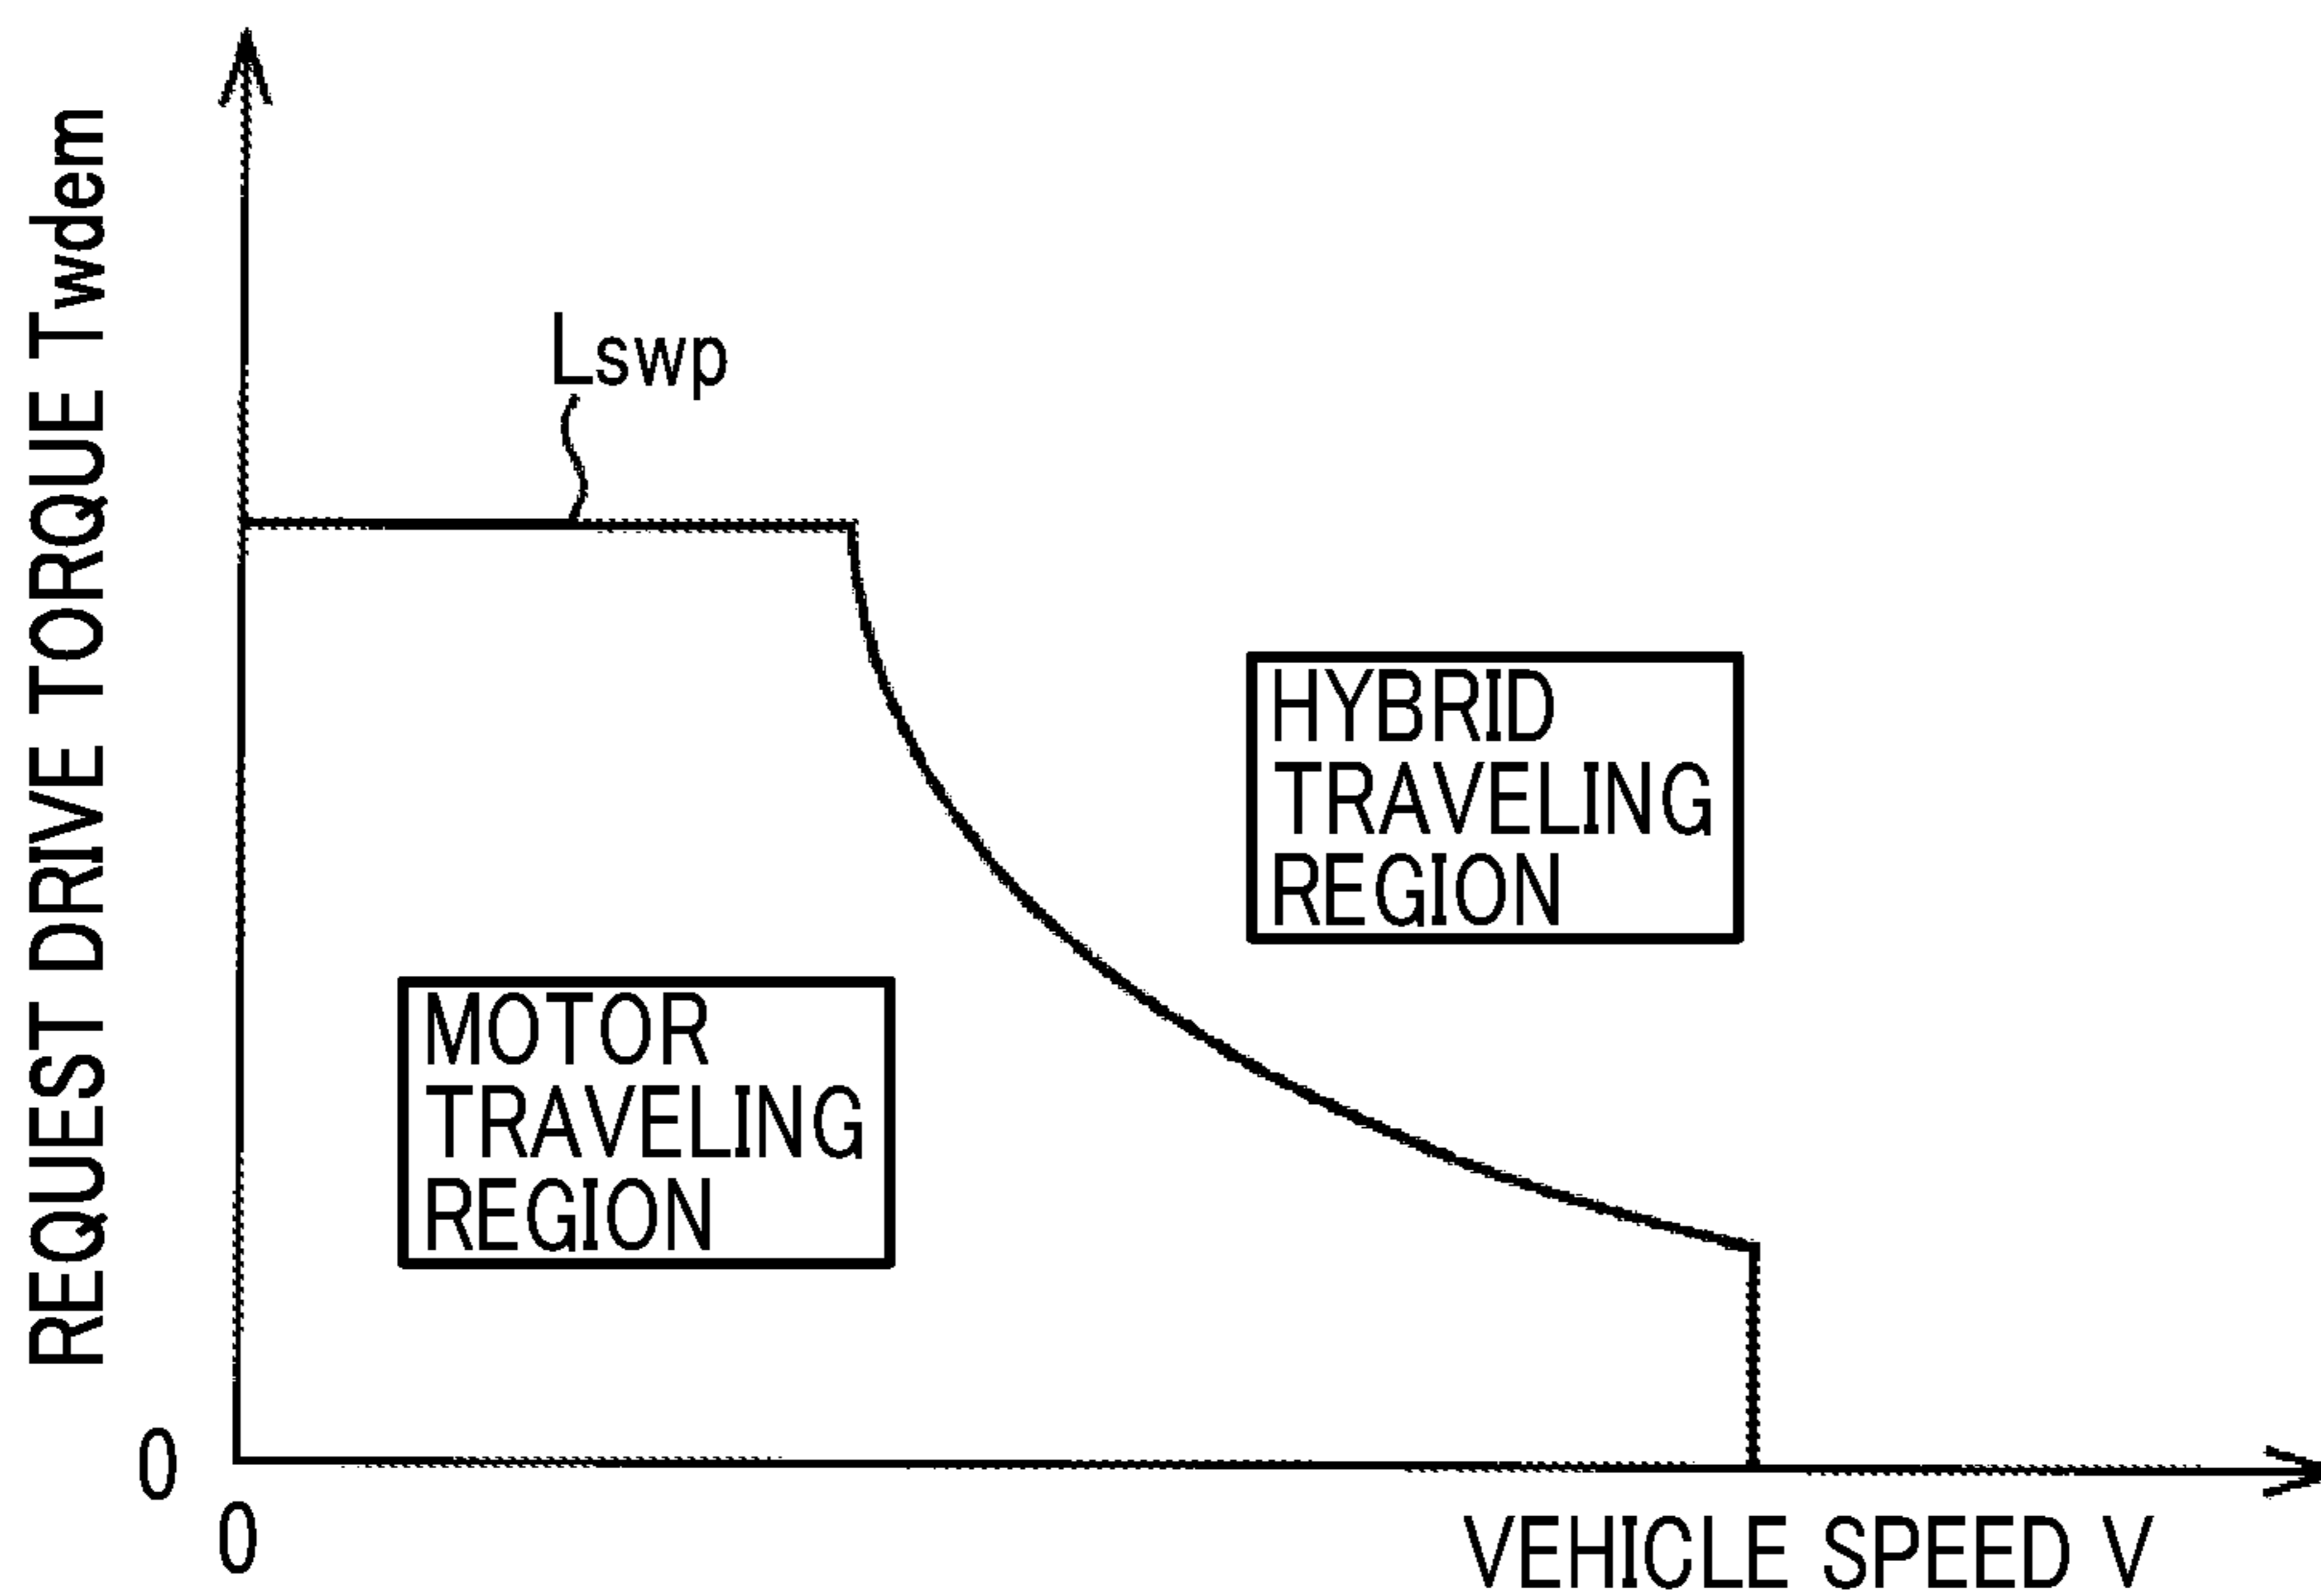 REQUEST DRIVE TORQUE Twdem
Lswp
HYBRID
TRAVELING
REGION
MOTOR
TRAVELING
REGION
0
0
VEHICLE SPEED V